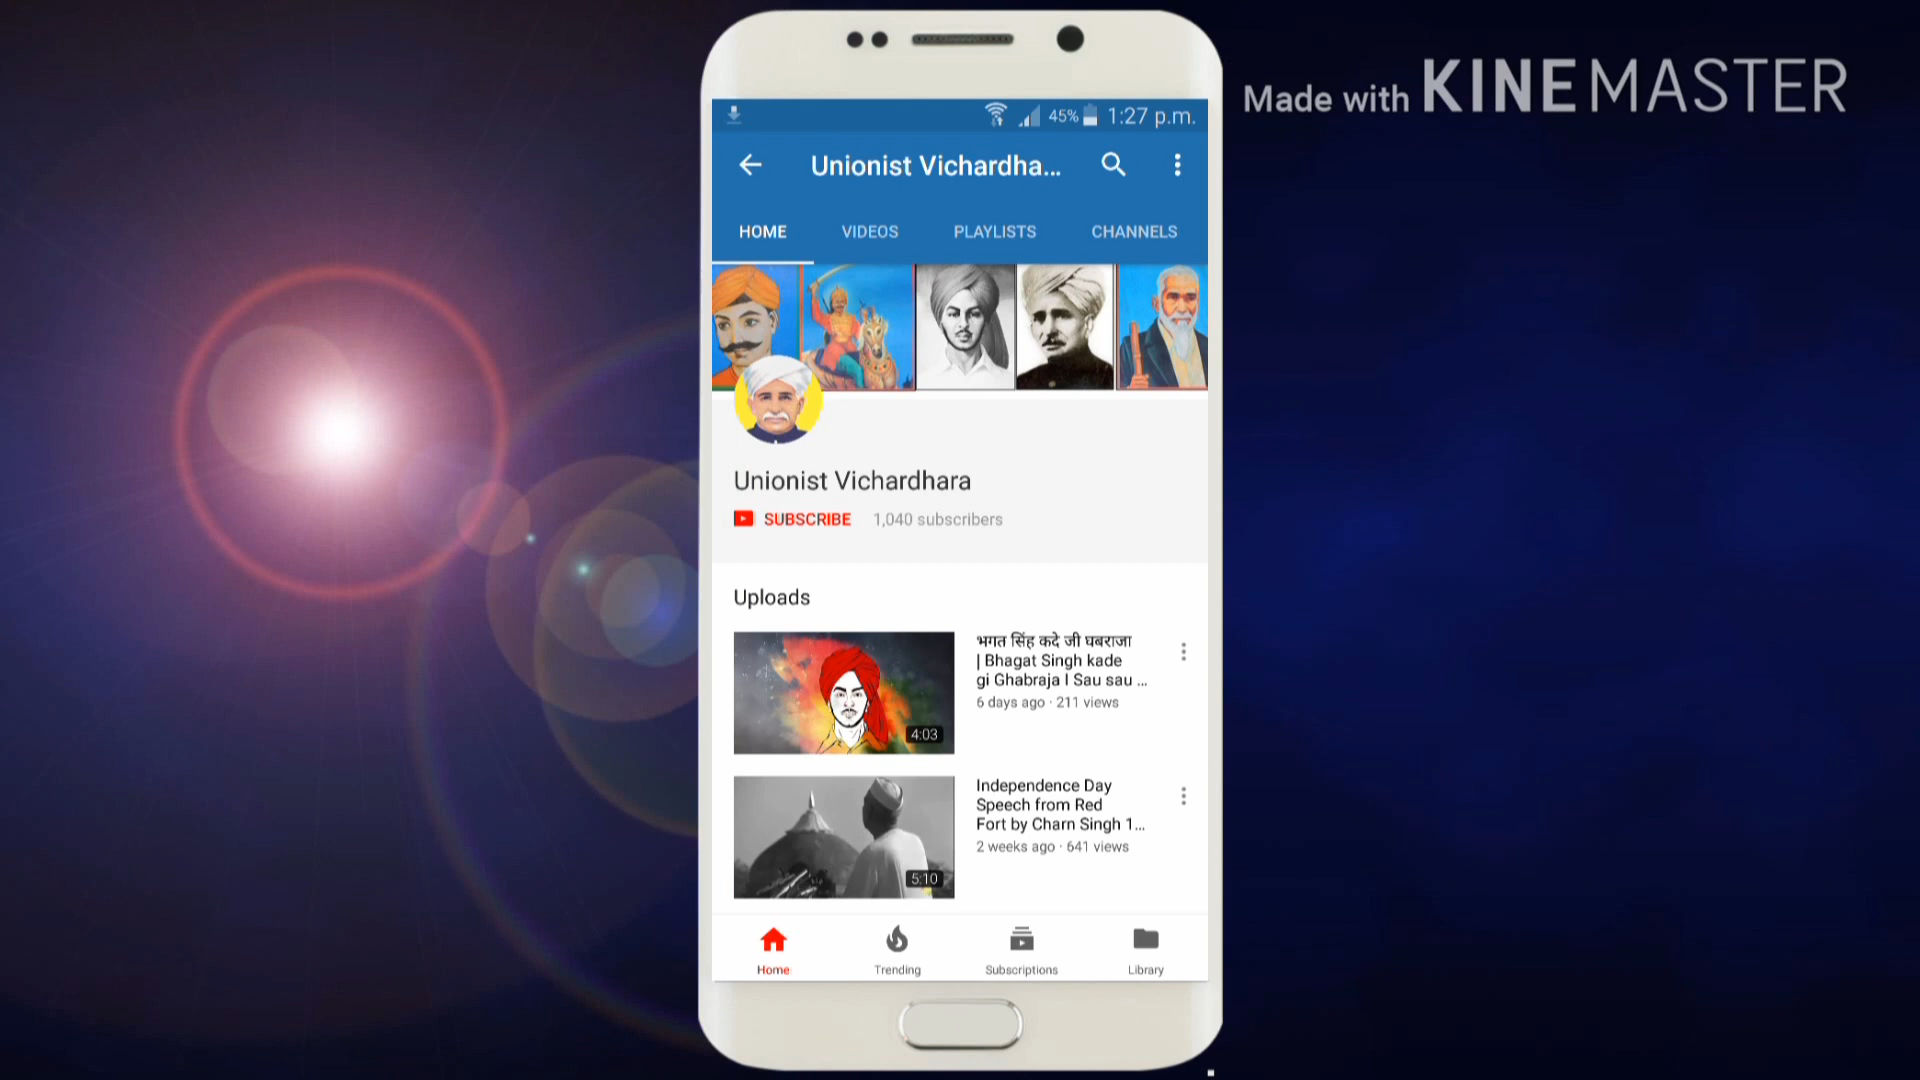 Made with KINEMASTER
45% 1:27 p.m.
Unionist Vichardha...
HOME VIDEOS PLAYLISTS CHANNELS
Unionist Vichardhara
SUBSCRIBE 1,040 subscribers
Uploads
भगत सिंह कदे जी घबराजा
| Bhagat Singh kade
gi Ghabraja I Sau sau ...
6 days ago · 211 views
4:03
Independence Day
Speech from Red
Fort by Charn Singh 1...
2 weeks ago · 641 views
5:10
Home Trending Subscriptions Library